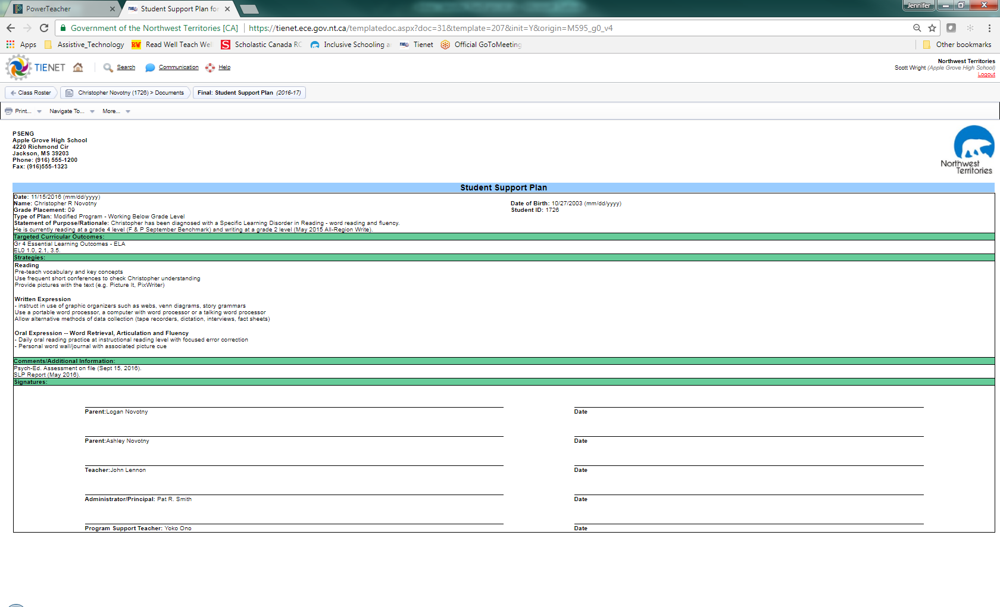 PowerTeacher
Student Support Plan for
Jennifer
Government of the Northwest Territories [CA]
https://tienet.ece.gov.nt.ca/templatedoc.aspx?doc=31&template=207&init=Y&origin=M595_g0_v4
Apps
Assistive_Technology
RW Read Well Teach Wel
S Scholastic Canada RC
Inclusive Schooling a
Tienet
Official GoToMeeting
Other bookmarks
TIENET
Search
Communication
Help
Northwest Territories
Scott Wright (Apple Grove High School)
Logout
Class Roster
Christopher Novotny (1726) > Documents
Final: Student Support Plan (2016-17)
Print...
Navigate To...
More...
PSENG
Apple Grove High School
4220 Richmond Cir
Jackson, MS 39203
Phone: (916) 555-1200
Fax: (916)555-1323
Northwest
Territories
Student Support Plan
Date: 11/15/2016 (mm/dd/yyyy)
Name: Christopher R Novotny
Date of Birth: 10/27/2003 (mm/dd/yyyy)
Grade Placement: 09
Student ID: 1726
Type of Plan: Modified Program - Working Below Grade Level
Statement of Purpose/Rationale: Christopher has been diagnosed with a Specific Learning Disorder in Reading - word reading and fluency.
He is currently reading at a grade 4 level (F & P September Benchmark) and writing at a grade 2 level (May 2015 All-Region Write).
Targeted Curricular Outcomes:
Gr 4 Essential Learning Outcomes - ELA
EL0 1.0, 2.1, 3.5.
Strategies:
Reading
Pre-teach vocabulary and key concepts
Use frequent short conferences to check Christopher understanding
Provide pictures with the text (e.g. Picture It, PixWriter)
Written Expression
- instruct in use of graphic organizers such as webs, venn diagrams, story grammars
Use a portable word processor, a computer with word processor or a talking word processor
Allow alternative methods of data collection (tape recorders, dictation, interviews, fact sheets)
Oral Expression -- Word Retrieval, Articulation and Fluency
- Daily oral reading practice at instructional reading level with focused error correction
- Personal word wall/journal with associated picture cue
Comments/Additional Information:
Psych-Ed. Assessment on file (Sept 15, 2016).
SLP Report (May 2016).
Signatures:
Parent:Logan Novotny
Date
Parent:Ashley Novotny
Date
Teacher:John Lennon
Date
Administrator/Principal: Pat R. Smith
Date
Program Support Teacher: Yoko Ono
Date